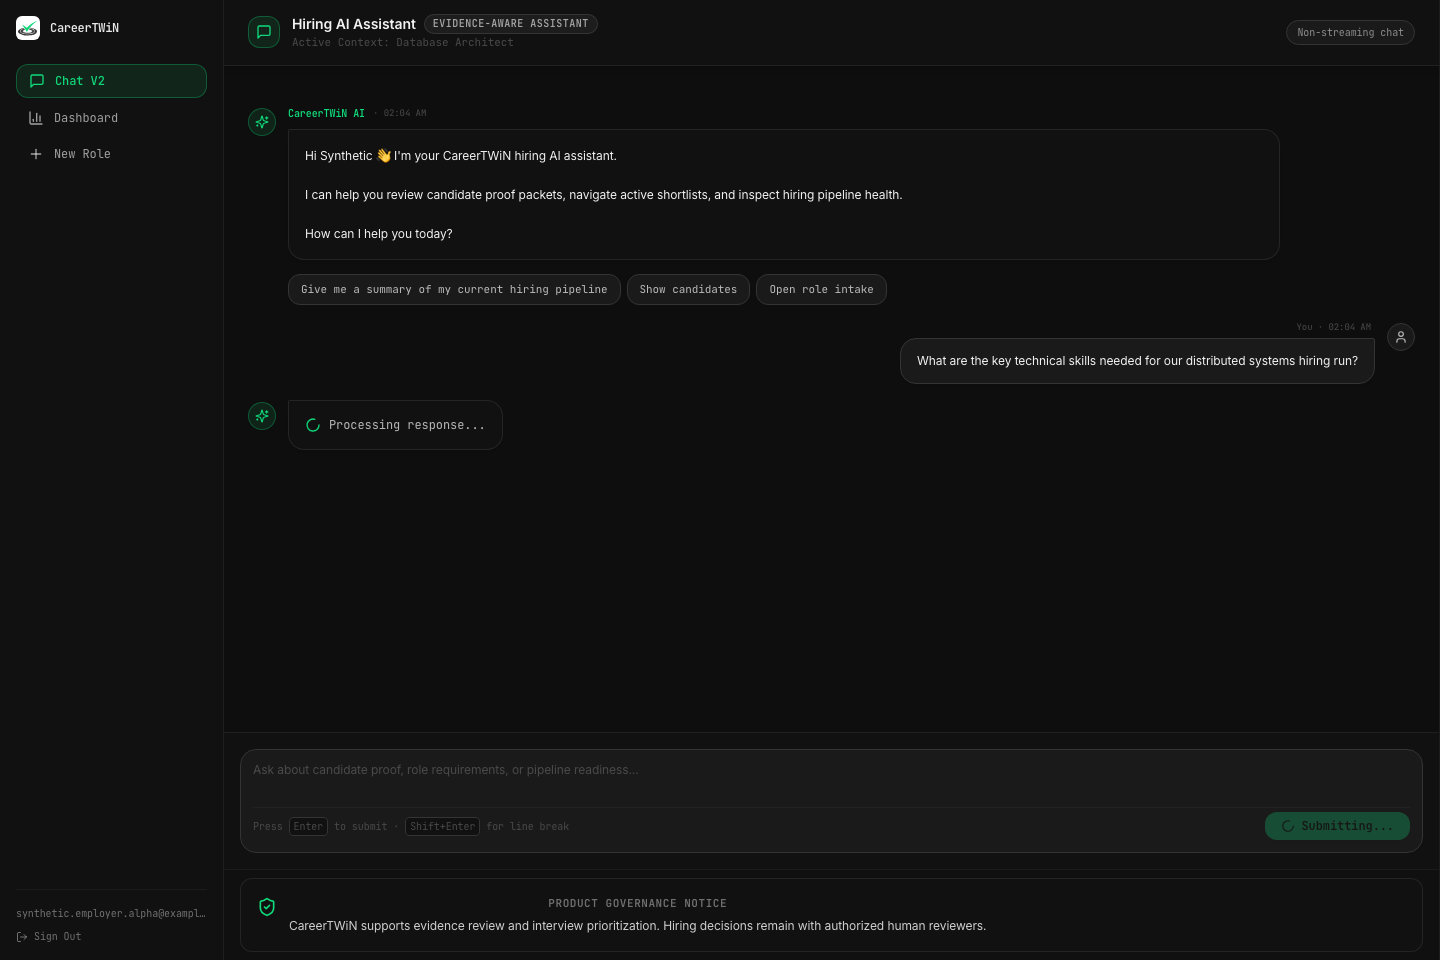 CareerTWiN
Chat V2
Dashboard
New Role
synthetic.employer.alpha@exampl…
Sign Out
Hiring AI Assistant
EVIDENCE-AWARE ASSISTANT
Active Context: Database Architect
Non-streaming chat
CareerTWiN AI · 02:04 AM
Hi Synthetic 👋 I'm your CareerTWiN hiring AI assistant.
I can help you review candidate proof packets, navigate active shortlists, and inspect hiring pipeline health.
How can I help you today?
Give me a summary of my current hiring pipeline
Show candidates
Open role intake
You · 02:04 AM
What are the key technical skills needed for our distributed systems hiring run?
Processing response...
Ask about candidate proof, role requirements, or pipeline readiness...
Press Enter to submit · Shift+Enter for line break
Submitting...
PRODUCT GOVERNANCE NOTICE
CareerTWiN supports evidence review and interview prioritization. Hiring decisions remain with authorized human reviewers.